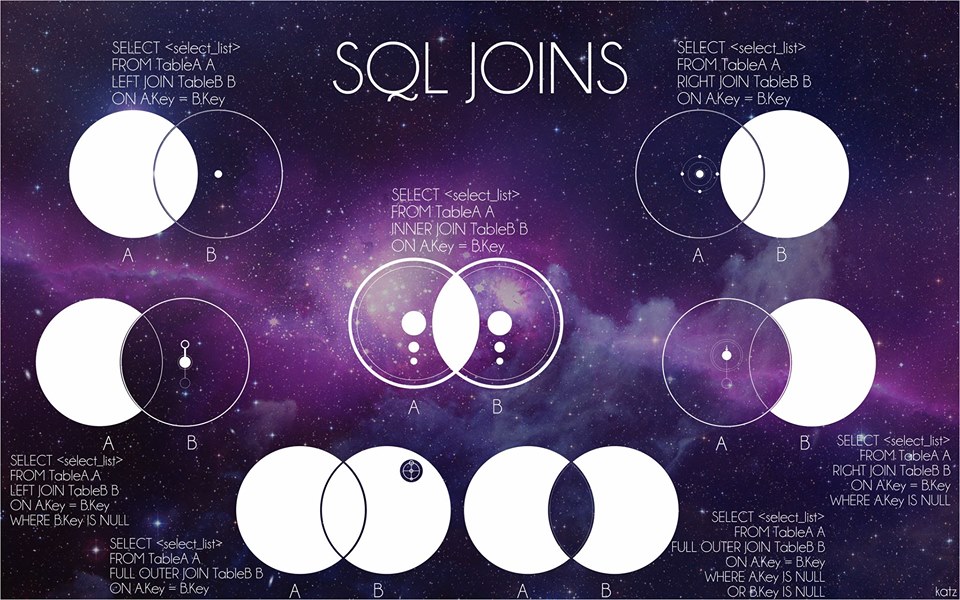 SQL JOINS
SELECT <select_list>
FROM TableA A
LEFT JOIN TableB B
ON A.Key = B.Key
A B
SELECT <select_list>
FROM TableA A
RIGHT JOIN TableB B
ON A.Key = B.Key
A B
SELECT <select_list>
FROM TableA A
INNER JOIN TableB B
ON A.Key = B.Key
A B
A B
SELECT <select_list>
FROM TableA A
LEFT JOIN TableB B
ON A.Key = B.Key
WHERE B.Key IS NULL
A B
SELECT <select_list>
FROM TableA A
RIGHT JOIN TableB B
ON A.Key = B.Key
WHERE A.Key IS NULL
SELECT <select_list>
FROM TableA A
FULL OUTER JOIN TableB B
ON A.Key = B.Key
A B
SELECT <select_list>
FROM TableA A
FULL OUTER JOIN TableB B
ON A.Key = B.Key
WHERE A.Key IS NULL
OR B.Key IS NULL
A B
katz